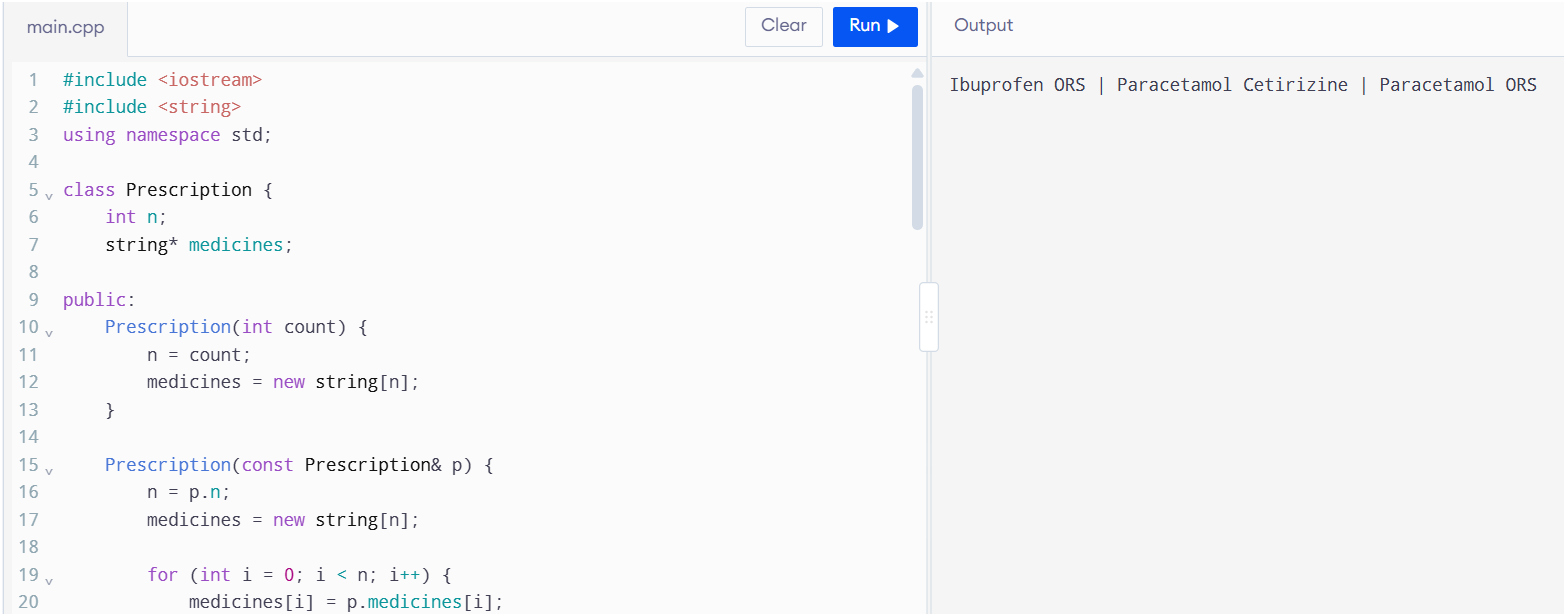 main.cpp
Clear
Run
Output
1 #include <iostream>
2 #include <string>
3 using namespace std;
4
5 class Prescription {
6     int n;
7     string* medicines;
8
9 public:
10     Prescription(int count) {
11         n = count;
12         medicines = new string[n];
13     }
14
15     Prescription(const Prescription& p) {
16         n = p.n;
17         medicines = new string[n];
18
19         for (int i = 0; i < n; i++) {
20             medicines[i] = p.medicines[i];
Ibuprofen ORS | Paracetamol Cetirizine | Paracetamol ORS